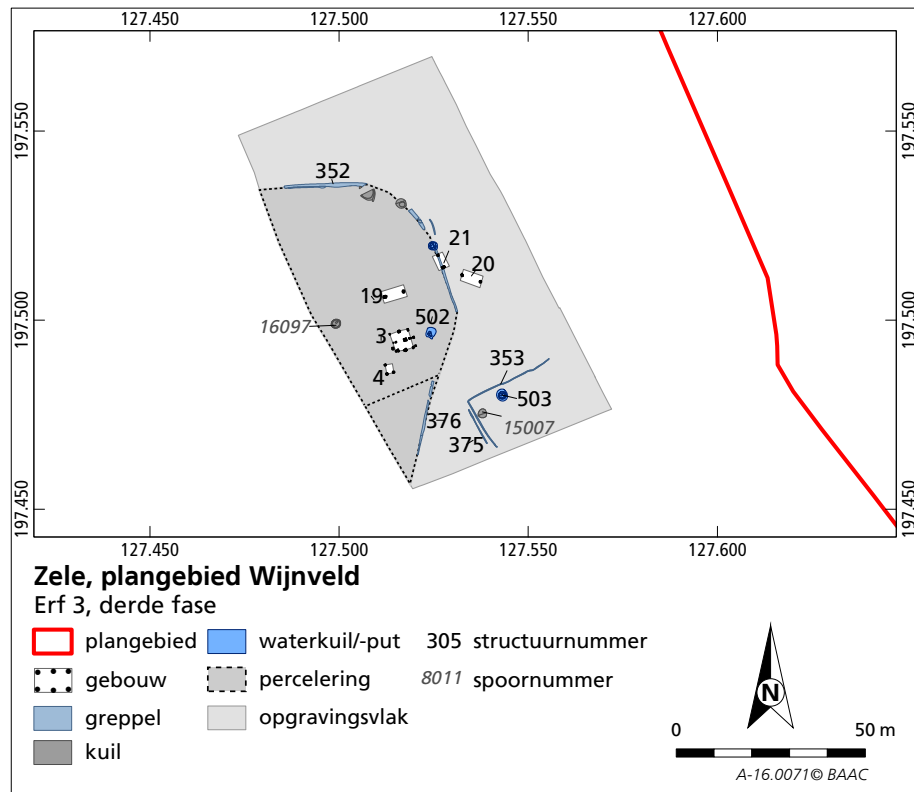 127.450 127.500 127.550 127.600
197.550 197.550
352
21
20
19
502
197.500 197.500
16097
3
353
4
503
376
15007
375
197.450 197.450
127.450 127.500 127.550 127.600
Zele, plangebied Wijnveld
Erf 3, derde fase
plangebied waterkuil/-put 305 structuurnummer
gebouw percelering 8011 spoornummer
greppel opgravingsvlak
kuil
N
0 50 m
A-16.0071© BAAC